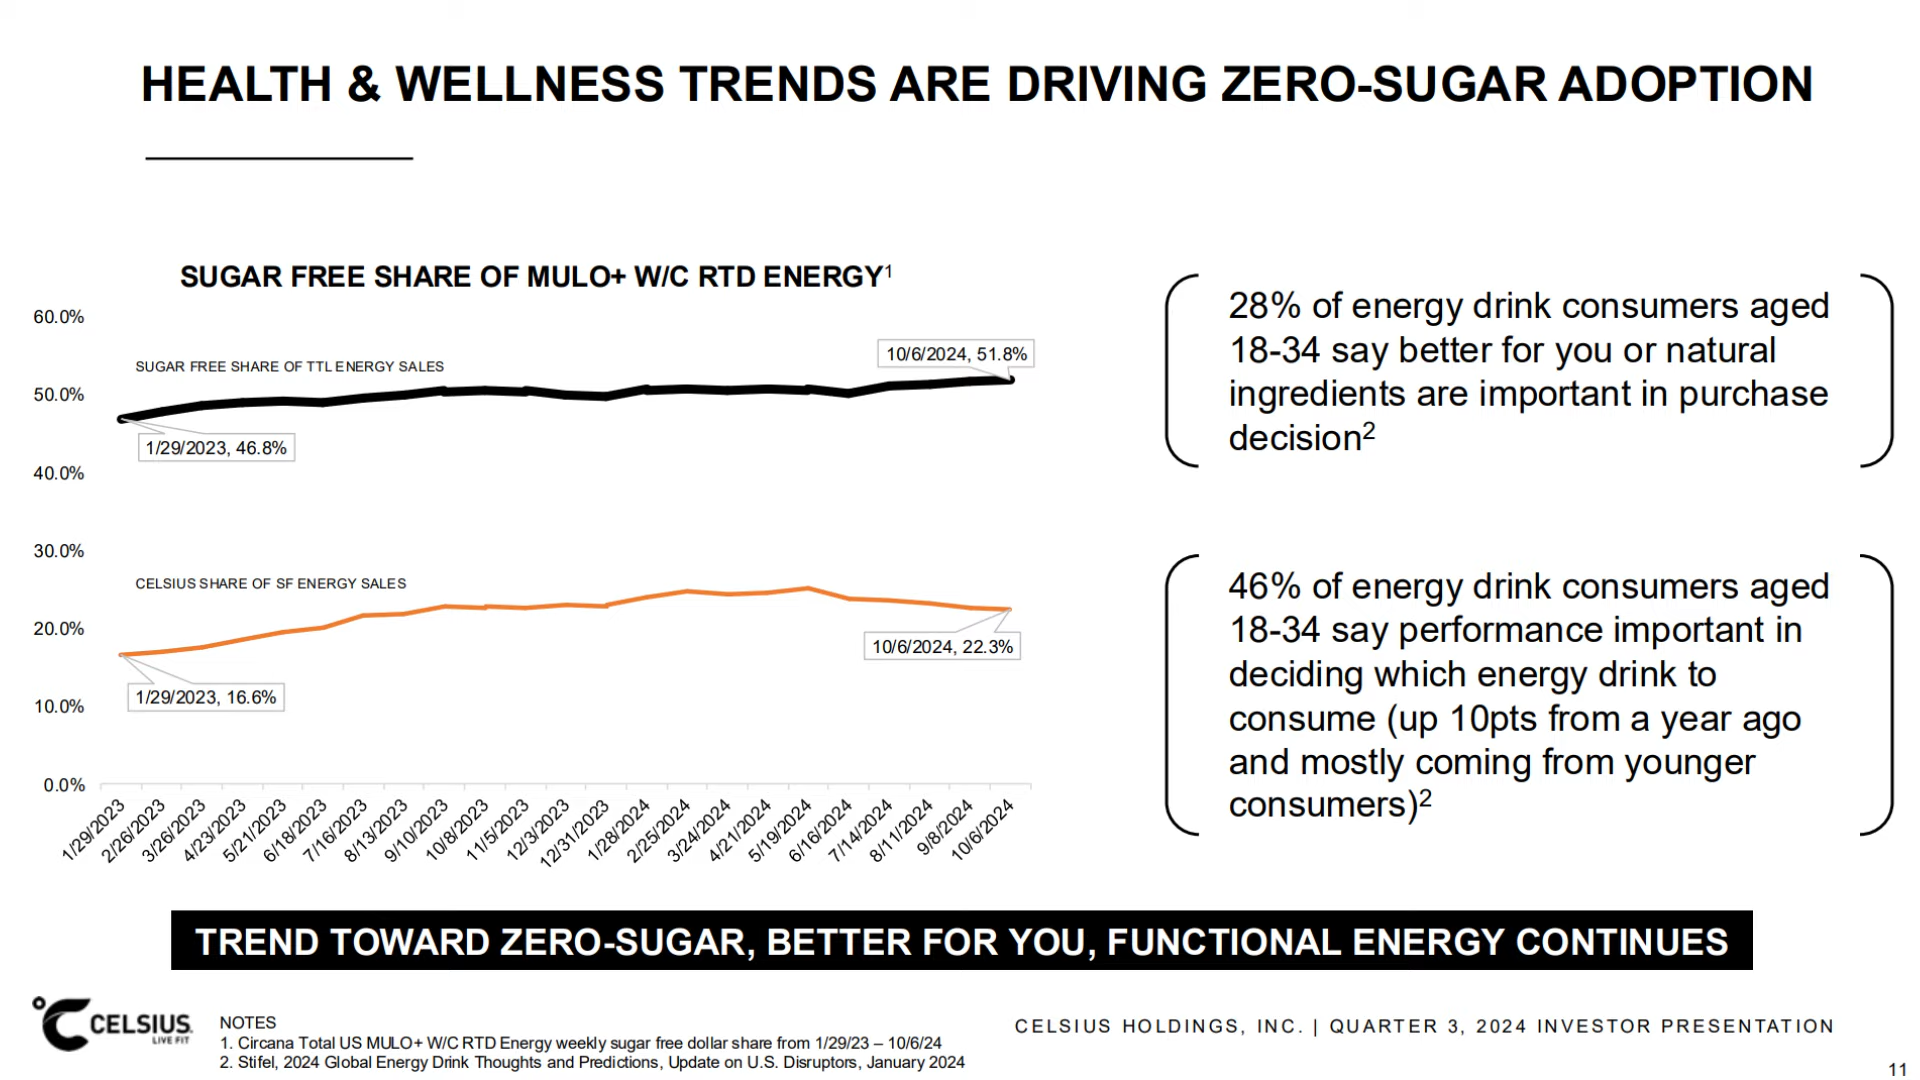 HEALTH & WELLNESS TRENDS ARE DRIVING ZERO-SUGAR ADOPTION
SUGAR FREE SHARE OF MULO+ W/C RTD ENERGY¹
60.0%
50.0%
40.0%
30.0%
20.0%
10.0%
0.0%
SUGAR FREE SHARE OF TTL ENERGY SALES
10/6/2024, 51.8%
1/29/2023, 46.8%
CELSIUS SHARE OF SF ENERGY SALES
10/6/2024, 22.3%
1/29/2023, 16.6%
1/29/2023
2/26/2023
3/26/2023
4/23/2023
5/21/2023
6/18/2023
7/16/2023
8/13/2023
9/10/2023
10/8/2023
11/5/2023
12/3/2023
12/31/2023
1/28/2024
2/25/2024
3/24/2024
4/21/2024
5/19/2024
6/16/2024
7/14/2024
8/11/2024
9/8/2024
10/6/2024
28% of energy drink consumers aged
18-34 say better for you or natural
ingredients are important in purchase
decision²
46% of energy drink consumers aged
18-34 say performance important in
deciding which energy drink to
consume (up 10pts from a year ago
and mostly coming from younger
consumers)²
TREND TOWARD ZERO-SUGAR, BETTER FOR YOU, FUNCTIONAL ENERGY CONTINUES
CELSIUS
LIVE FIT
NOTES
1. Circana Total US MULO+ W/C RTD Energy weekly sugar free dollar share from 1/29/23 – 10/6/24
2. Stifel, 2024 Global Energy Drink Thoughts and Predictions, Update on U.S. Disruptors, January 2024
CELSIUS HOLDINGS, INC. | QUARTER 3, 2024 INVESTOR PRESENTATION
11